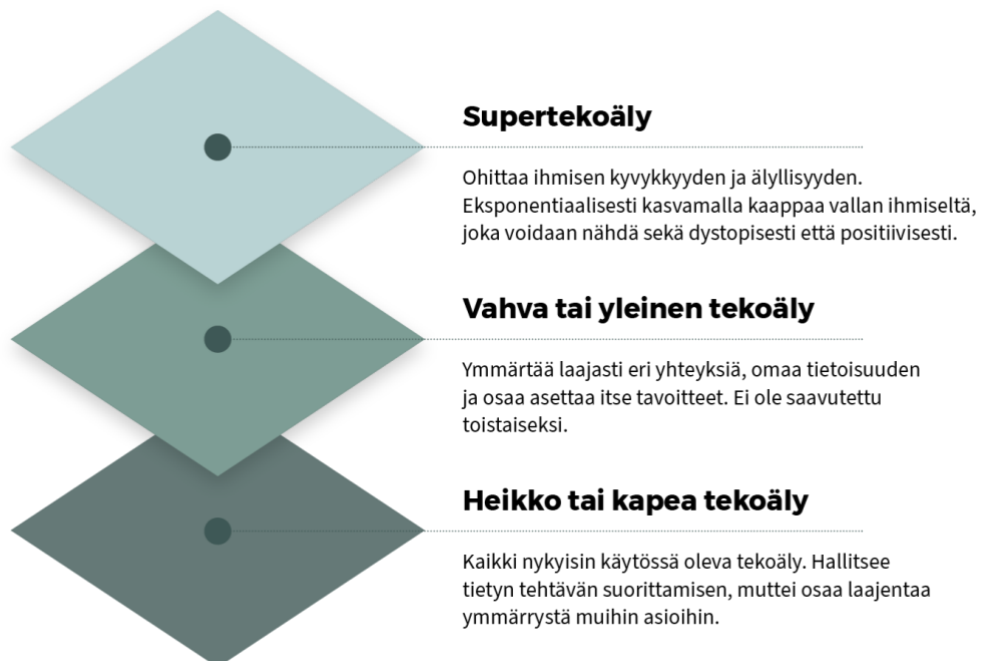 Supertekoäly
Ohittaa ihmisen kyvykkyyden ja älyllisyyden.
Eksponentiaalisesti kasvamalla kaappaa vallan ihmiseltä,
joka voidaan nähdä sekä dystopisesti että positiivisesti.
Vahva tai yleinen tekoäly
Ymmärtää laajasti eri yhteyksiä, omaa tietoisuuden
ja osaa asettaa itse tavoitteet. Ei ole saavutettu
toistaiseksi.
Heikko tai kapea tekoäly
Kaikki nykyisin käytössä oleva tekoäly. Hallitsee
tietyn tehtävän suorittamisen, muttei osaa laajentaa
ymmärrystä muihin asioihin.